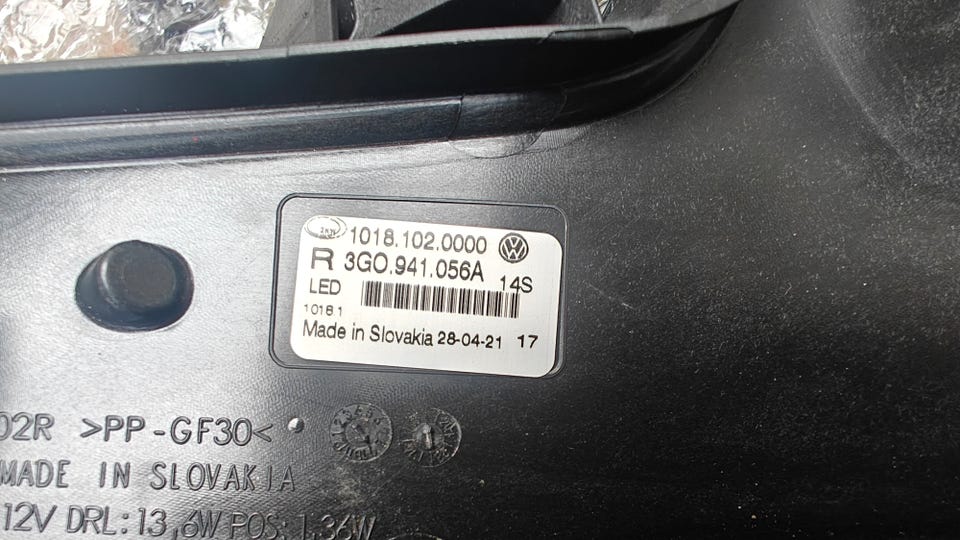 1018.102.0000
R 3G0.941.056A 14S
LED
1018 1
Made in Slovakia 28-04-21 17
02R >PP-GF30<
MADE IN SLOVAKIA
12V DRL: 13,6W POS: 1,36W